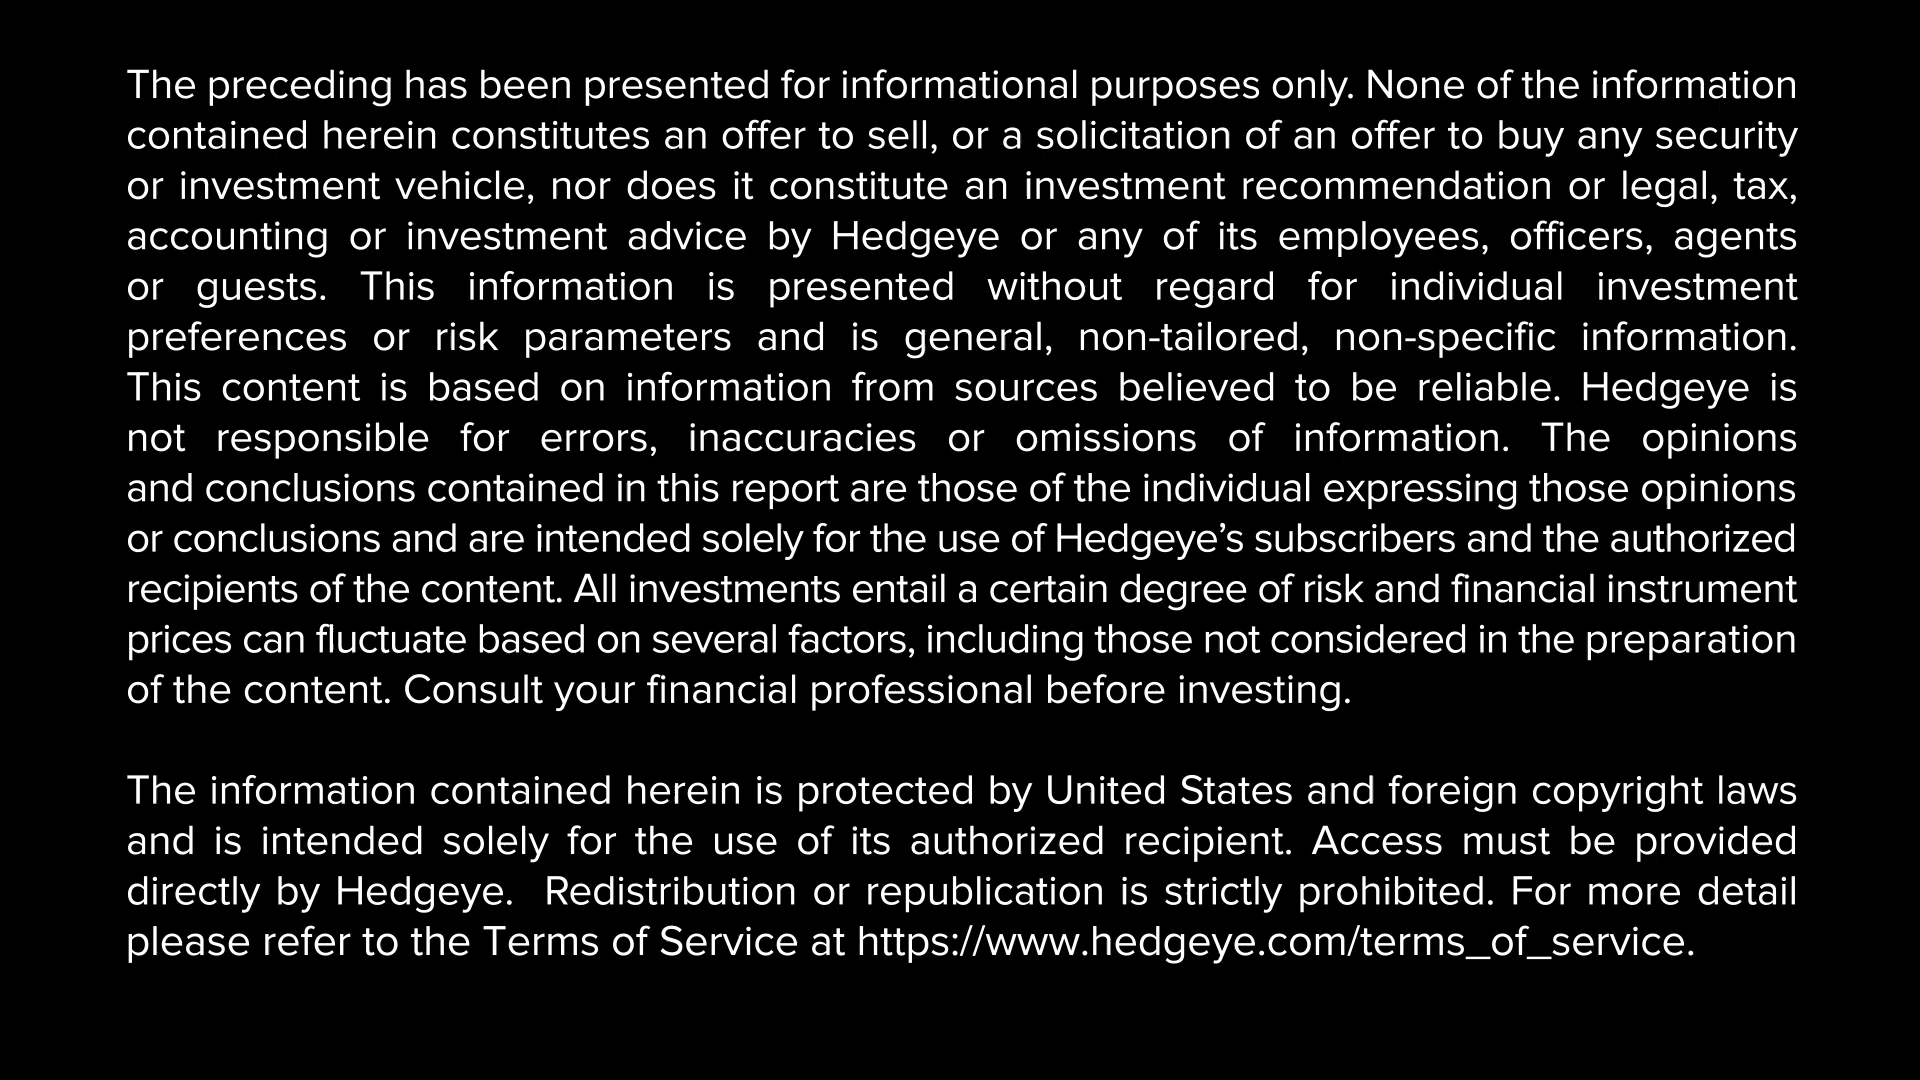 The preceding has been presented for informational purposes only. None of the information
contained herein constitutes an offer to sell, or a solicitation of an offer to buy any security
or investment vehicle, nor does it constitute an investment recommendation or legal, tax,
accounting or investment advice by Hedgeye or any of its employees, officers, agents
or guests. This information is presented without regard for individual investment
preferences or risk parameters and is general, non-tailored, non-specific information.
This content is based on information from sources believed to be reliable. Hedgeye is
not responsible for errors, inaccuracies or omissions of information. The opinions
and conclusions contained in this report are those of the individual expressing those opinions
or conclusions and are intended solely for the use of Hedgeye’s subscribers and the authorized
recipients of the content. All investments entail a certain degree of risk and financial instrument
prices can fluctuate based on several factors, including those not considered in the preparation
of the content. Consult your financial professional before investing.

The information contained herein is protected by United States and foreign copyright laws
and is intended solely for the use of its authorized recipient. Access must be provided
directly by Hedgeye.  Redistribution or republication is strictly prohibited. For more detail
please refer to the Terms of Service at https://www.hedgeye.com/terms_of_service.